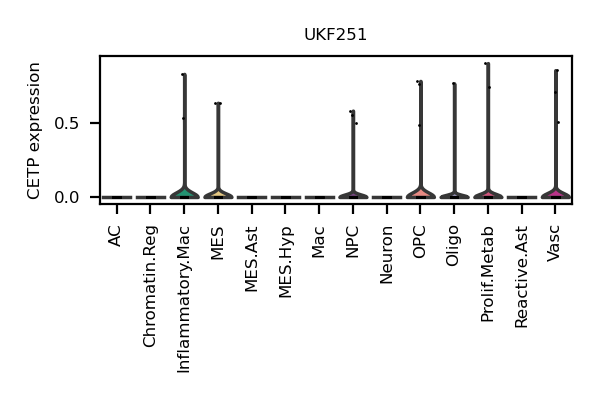 UKF251
CETP expression
0.5
0.0
AC
Chromatin.Reg
Inflammatory.Mac
MES
MES.Ast
MES.Hyp
Mac
NPC
Neuron
OPC
Oligo
Prolif.Metab
Reactive.Ast
Vasc